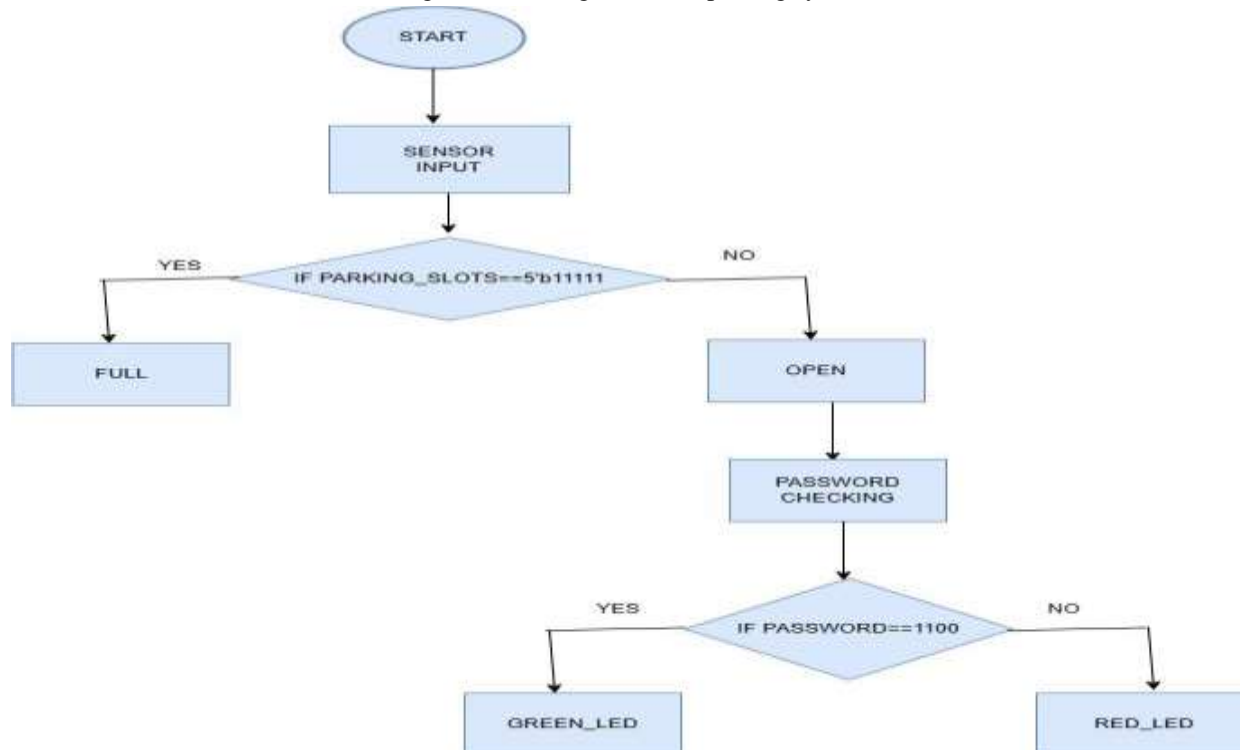 START
SENSOR
INPUT
YES
NO
IF PARKING_SLOTS==5'b11111
FULL
OPEN
PASSWORD
CHECKING
YES
NO
IF PASSWORD==1100
GREEN_LED
RED_LED